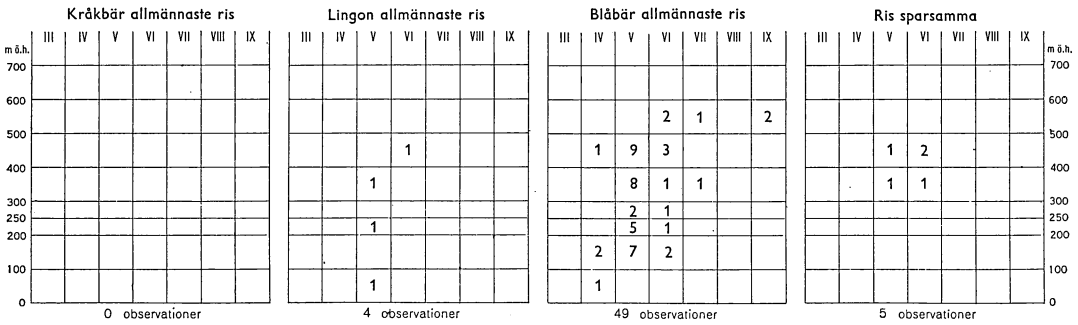 Kråkbär allmännaste ris Lingon allmännaste ris Blåbär allmännaste ris Ris sparsamma
m ö.h. III IV V VI VII VIII IX III IV V VI VII VIII IX III IV V VI VII VIII IX III IV V VI VII VIII IX m ö.h.
700 700
600 2 1 2 600
500 500
400 1 1 9 3 1 2 400
1 8 1 1 1 1
300 2 1 300
250 1 5 1 250
200 200
2 7 2
100 100
1 1
0 0
0 observationer 4 observationer 49 observationer 5 observationer